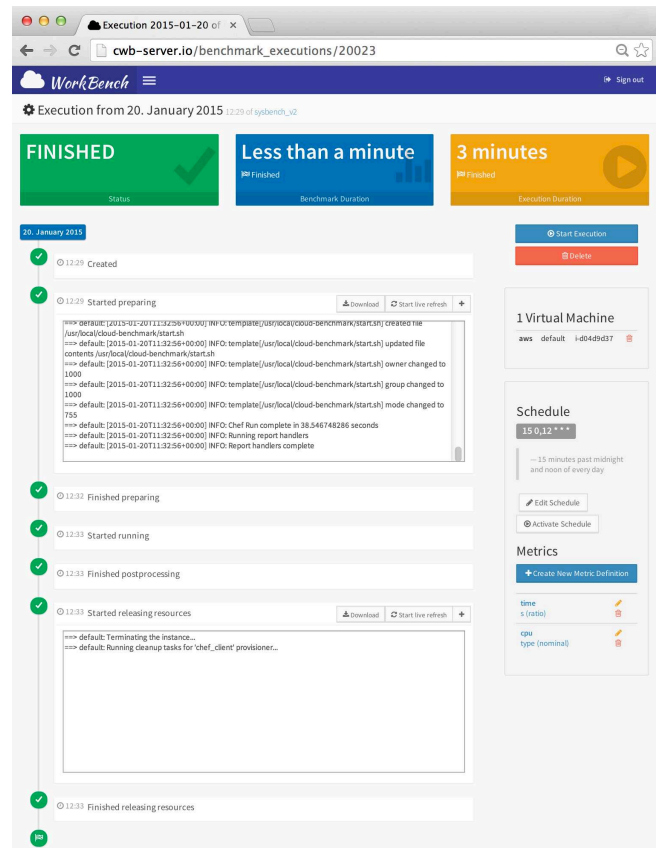 Execution 2015-01-20 of
cwb-server.io/benchmark_executions/20023
WorkBench
Sign out
Execution from 20. January 2015 12:29 of sysbench_v2
FINISHED
Status
Less than a minute
Finished
Benchmark Duration
3 minutes
Finished
Execution Duration
20. January 2015
12:29 Created
12:29 Started preparing
Download
Start live refresh
+
==> default: [2015-01-20T11:32:56+00:00] INFO: template[/usr/local/cloud-benchmark/start.sh] created file
/usr/local/cloud-benchmark/start.sh
==> default: [2015-01-20T11:32:56+00:00] INFO: template[/usr/local/cloud-benchmark/start.sh] updated file
contents /usr/local/cloud-benchmark/start.sh
==> default: [2015-01-20T11:32:56+00:00] INFO: template[/usr/local/cloud-benchmark/start.sh] owner changed to
1000
==> default: [2015-01-20T11:32:56+00:00] INFO: template[/usr/local/cloud-benchmark/start.sh] group changed to
1000
==> default: [2015-01-20T11:32:56+00:00] INFO: template[/usr/local/cloud-benchmark/start.sh] mode changed to
755
==> default: [2015-01-20T11:32:56+00:00] INFO: Chef Run complete in 38.546748286 seconds
==> default: [2015-01-20T11:32:56+00:00] INFO: Running report handlers
==> default: [2015-01-20T11:32:56+00:00] INFO: Report handlers complete
12:32 Finished preparing
12:33 Started running
12:33 Finished postprocessing
12:33 Started releasing resources
Download
Start live refresh
+
==> default: Terminating the instance...
==> default: Running cleanup tasks for 'chef_client' provisioner...
12:33 Finished releasing resources
Start Execution
Delete
1 Virtual Machine
aws default i-d04d9d37
Schedule
15 0,12 * * *
— 15 minutes past midnight
and noon of every day
Edit Schedule
Activate Schedule
Metrics
+ Create New Metric Definition
time
s (ratio)
cpu
type (nominal)